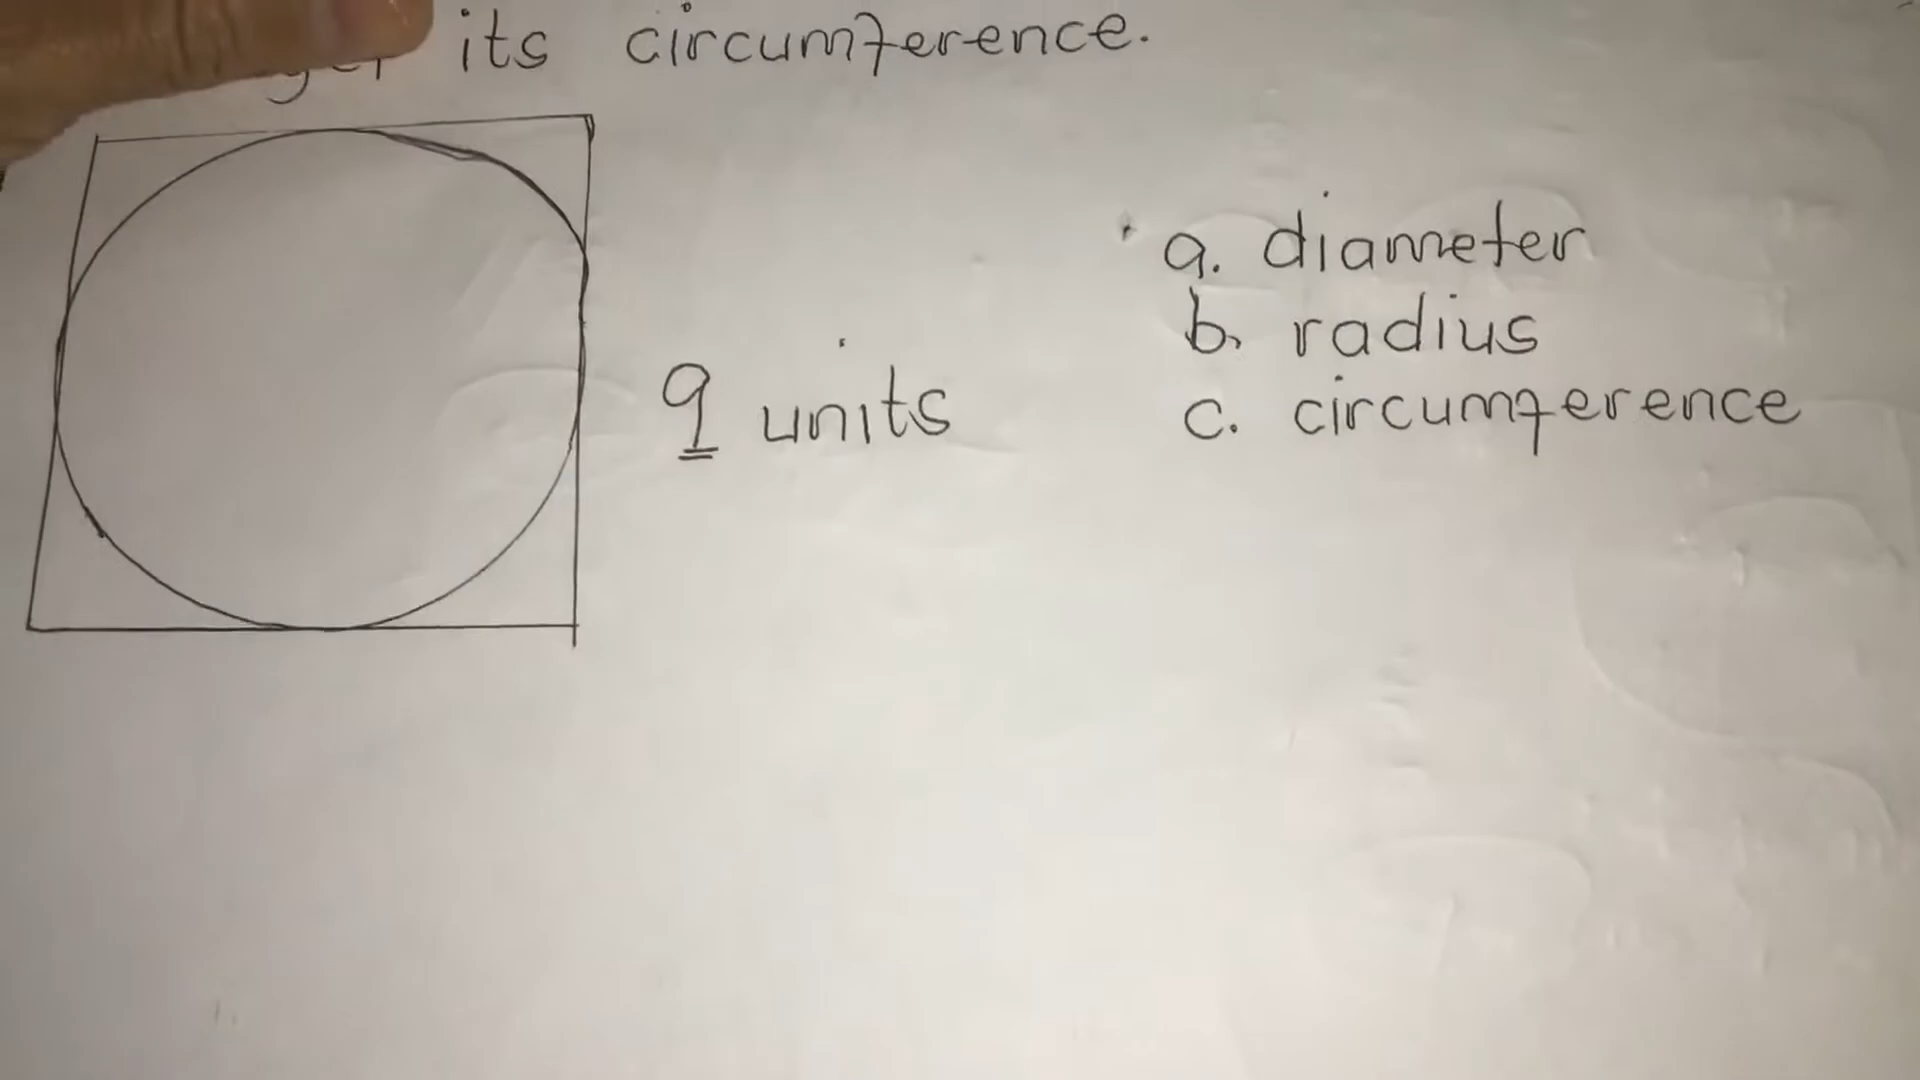 its circumference.
a. diameter
b. radius
9 units
c. circumference